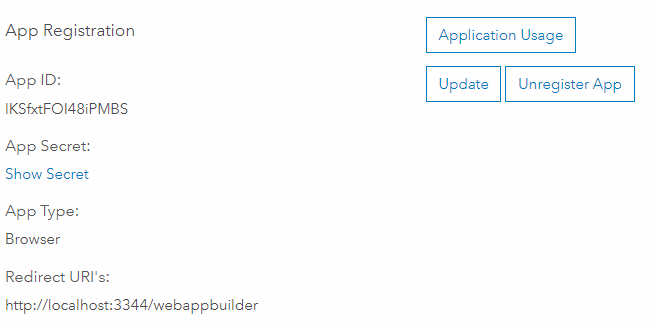 App Registration
Application Usage
App ID:
Update
Unregister App
lKSfxtFOI48iPMBS
App Secret:
Show Secret
App Type:
Browser
Redirect URI's:
http://localhost:3344/webappbuilder